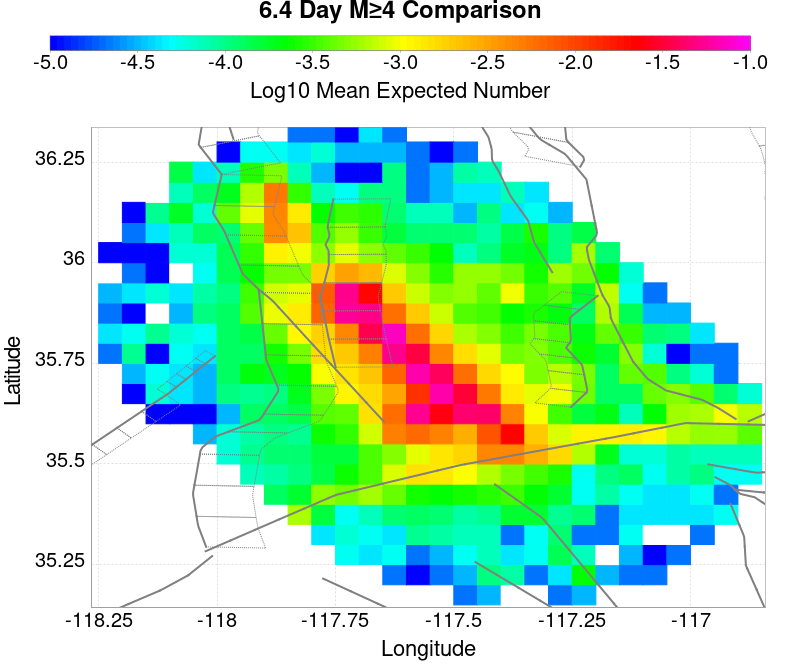 6.4 Day M≥4 Comparison
-5.0 -4.5 -4.0 -3.5 -3.0 -2.5 -2.0 -1.5 -1.0
Log10 Mean Expected Number
36.25
36
35.75
35.5
35.25
Latitude
-118.25 -118 -117.75 -117.5 -117.25 -117
Longitude